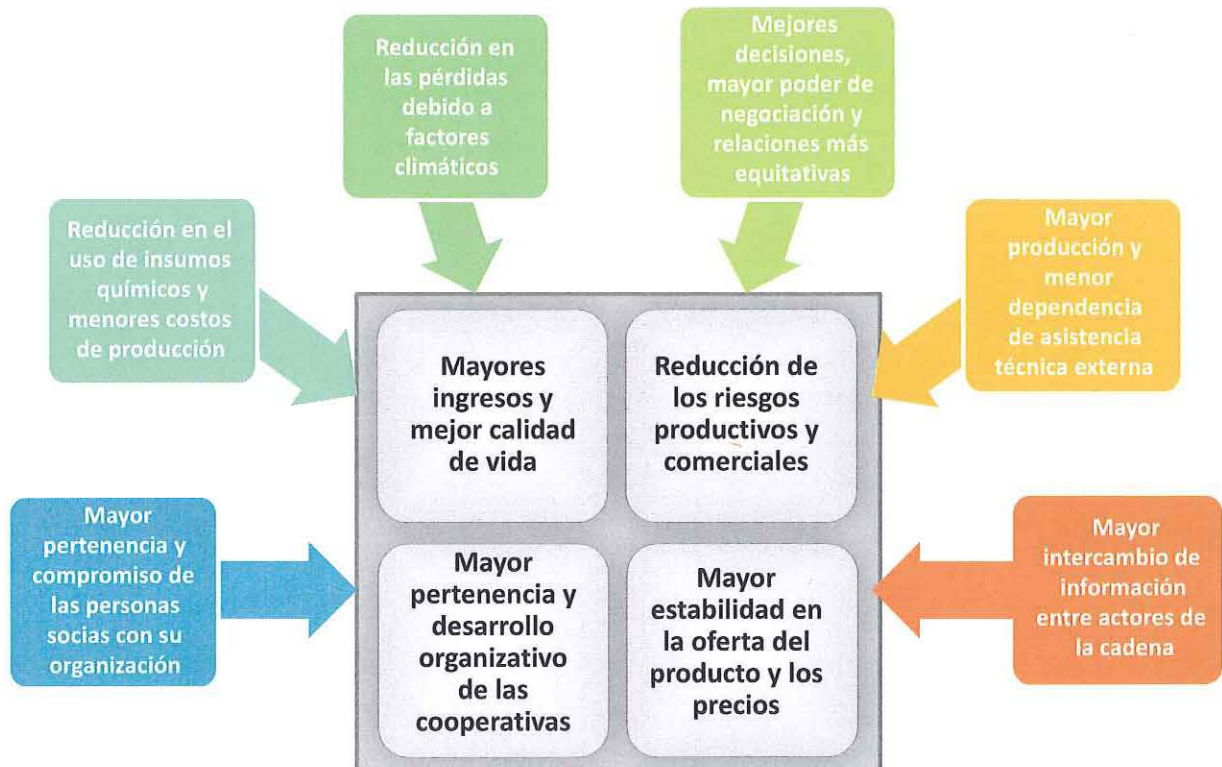 Reducción en
las pérdidas
debido a
factores
climáticos
Mejores
decisiones,
mayor poder de
negociación y
relaciones más
equitativas
Reducción en el
uso de insumos
químicos y
menores costos
de producción
Mayor
producción y
menor
dependencia
de asistencia
técnica externa
Mayores
ingresos y
mejor calidad
de vida
Reducción de
los riesgos
productivos y
comerciales
Mayor
pertenencia y
compromiso de
las personas
socias con su
organización
Mayor
pertenencia y
desarrollo
organizativo
de las
cooperativas
Mayor
estabilidad en
la oferta del
producto y los
precios
Mayor
intercambio de
información
entre actores de
la cadena